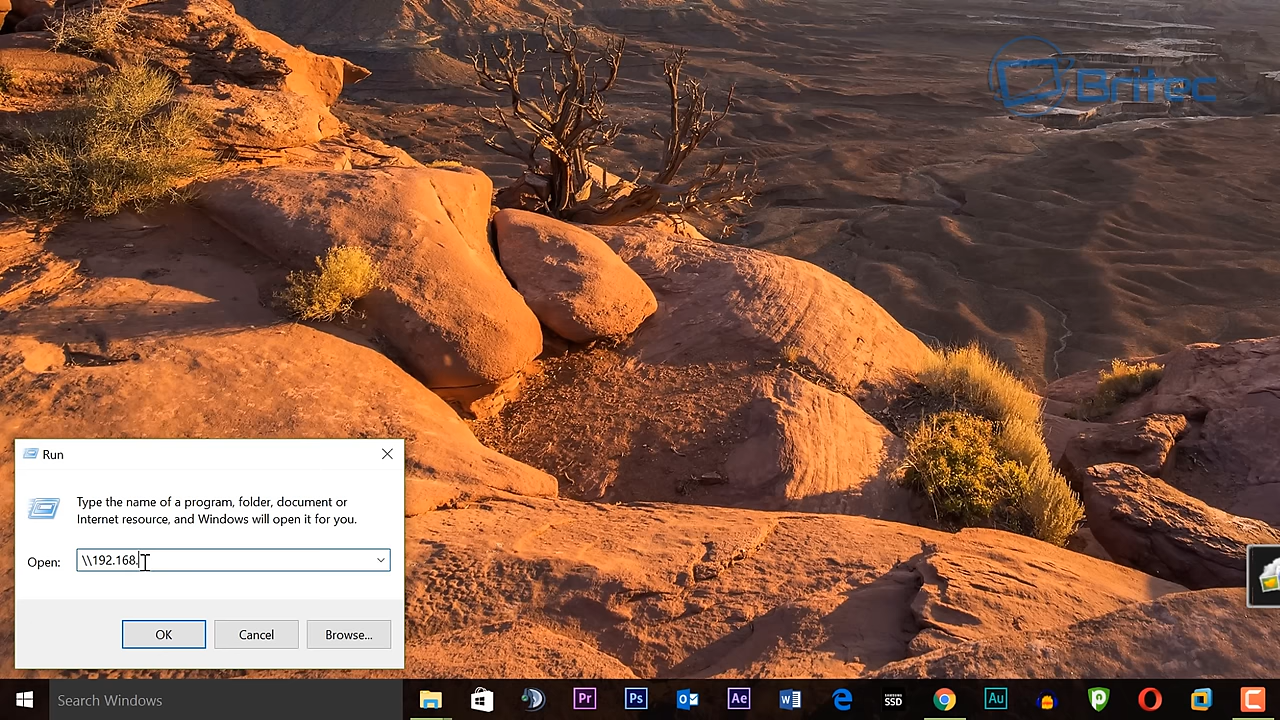 Britec
Run
Type the name of a program, folder, document or
Internet resource, and Windows will open it for you.
Open:
\\192.168.
OK
Cancel
Browse...
Search Windows
Pr
Ps
Ae
SAMSUNG
SSD
Au